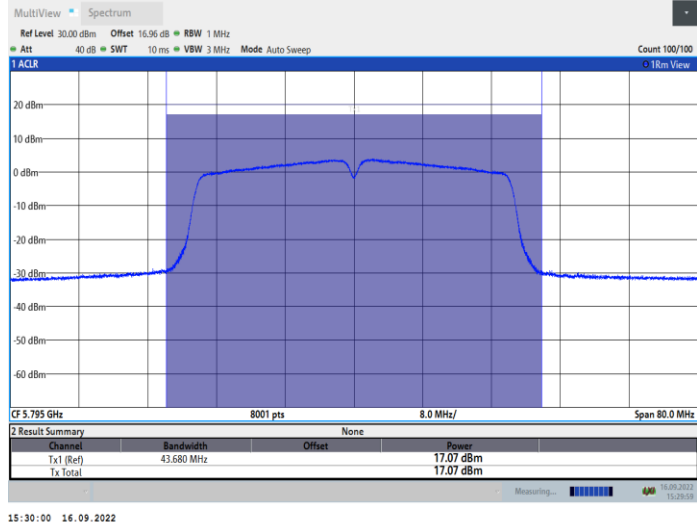 MultiView Spectrum
Ref Level 30.00 dBm Offset 16.96 dB RBW 1 MHz
Att 40 dB SWT 10 ms VBW 3 MHz Mode Auto Sweep Count 100/100
1 ACLR 1Rm View
20 dBm
10 dBm
0 dBm
-10 dBm
-20 dBm
-30 dBm
-40 dBm
-50 dBm
-60 dBm
CF 5.795 GHz 8001 pts 8.0 MHz/ Span 80.0 MHz
2 Result Summary None
Channel Bandwidth Offset Power
Tx1 (Ref) 43.680 MHz 17.07 dBm
Tx Total 17.07 dBm
Measuring... 16.09.2022
15:29:59
15:30:00 16.09.2022